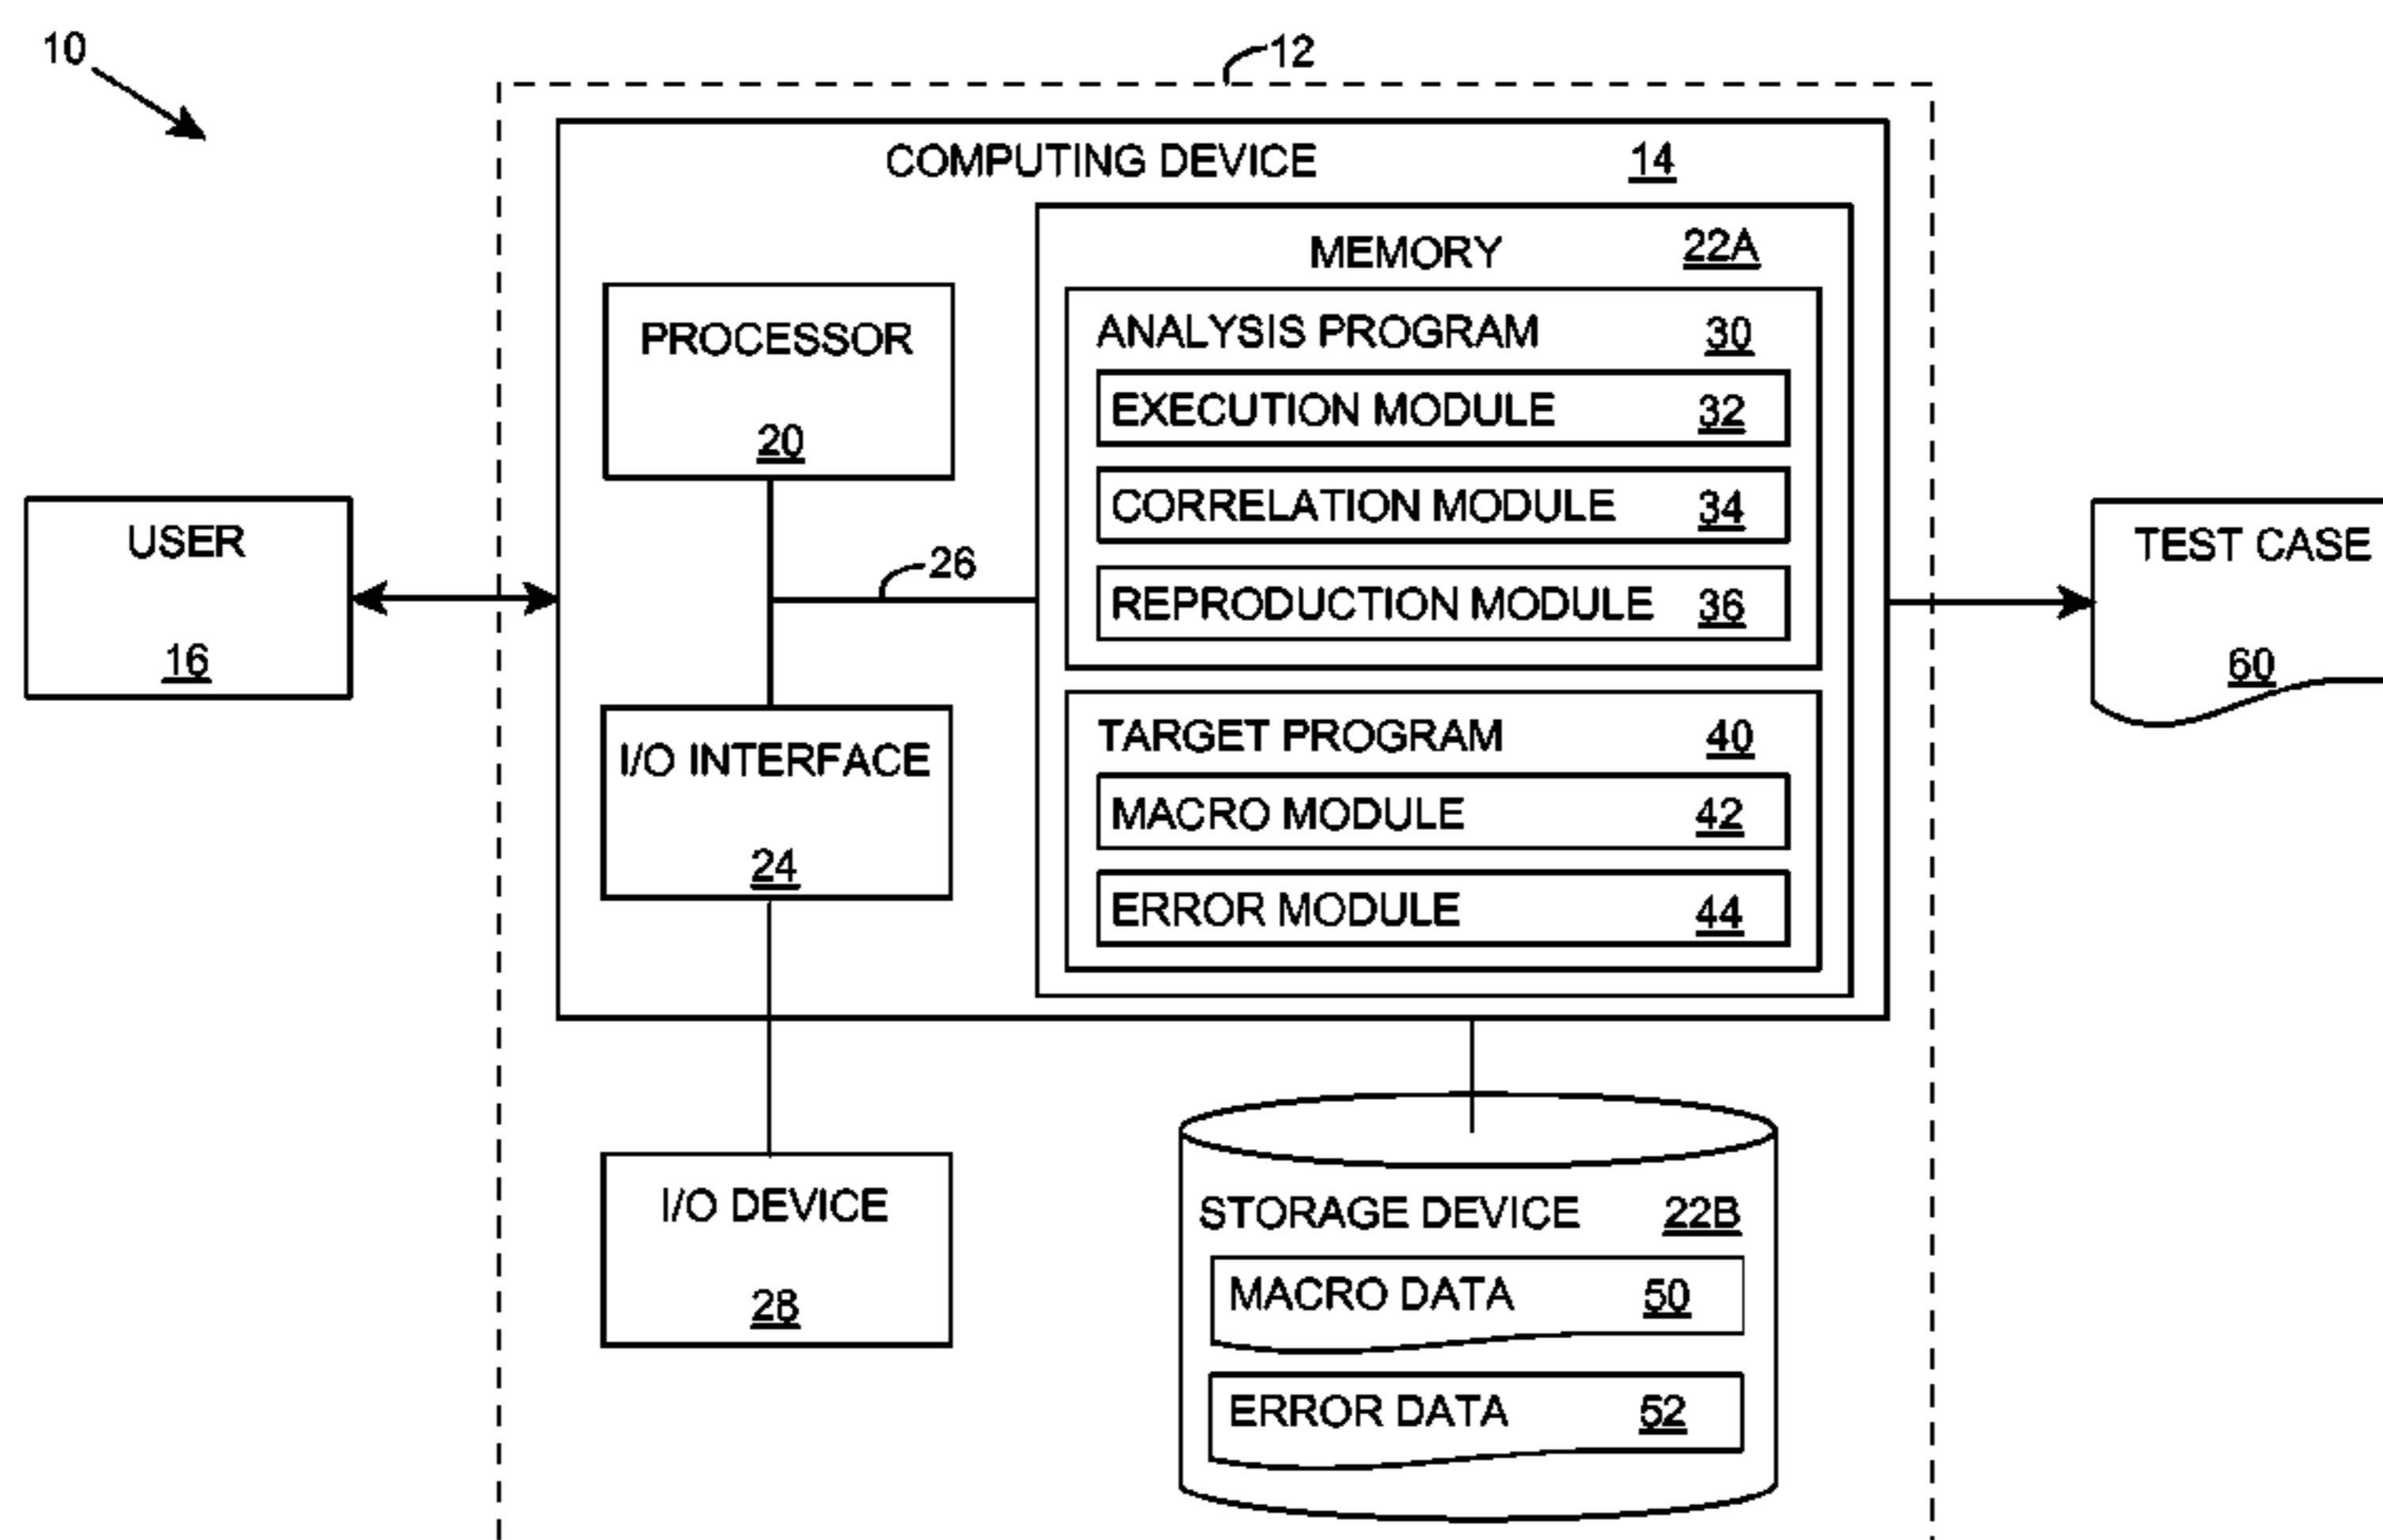 10
12
COMPUTING DEVICE 14
MEMORY 22A
PROCESSOR
20
ANALYSIS PROGRAM 30
EXECUTION MODULE 32
CORRELATION MODULE 34
REPRODUCTION MODULE 36
USER
16
26
TEST CASE
60
I/O INTERFACE
24
TARGET PROGRAM 40
MACRO MODULE 42
ERROR MODULE 44
I/O DEVICE
28
STORAGE DEVICE 22B
MACRO DATA 50
ERROR DATA 52